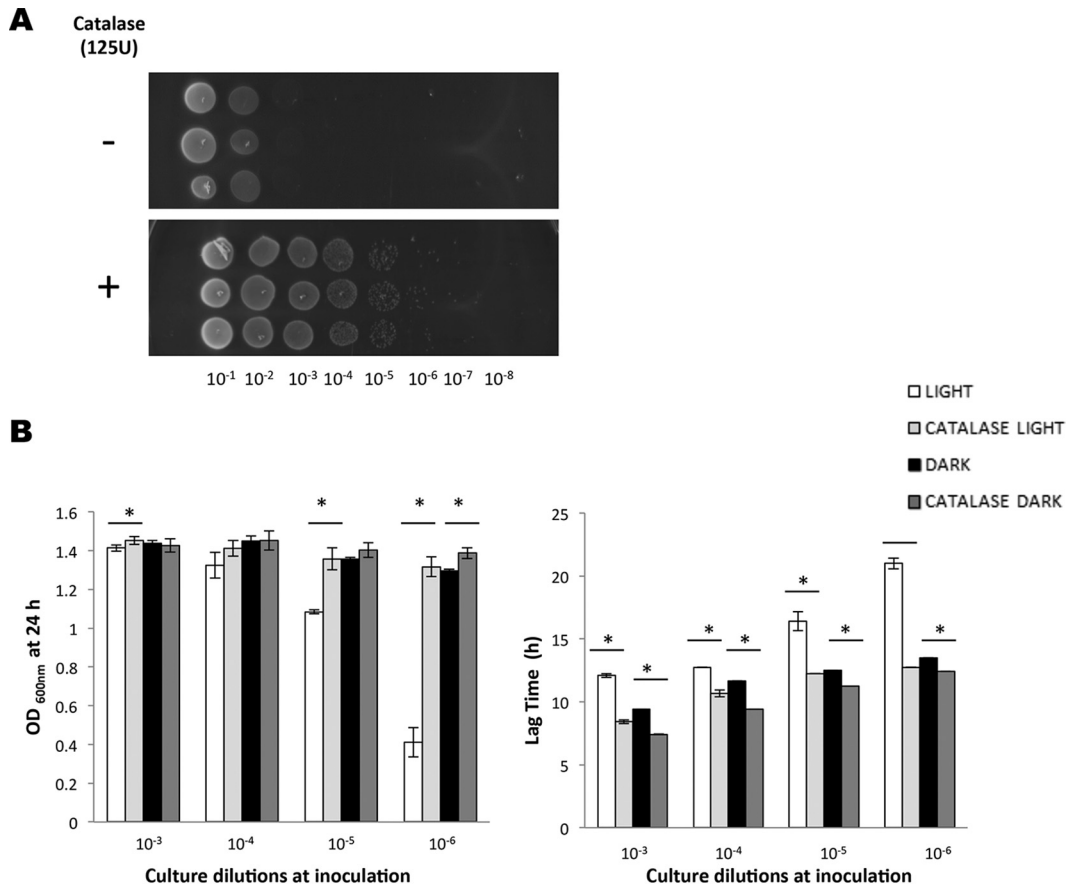 A
Catalase
(125U)
-
+
10⁻¹ 10⁻² 10⁻³ 10⁻⁴ 10⁻⁵ 10⁻⁶ 10⁻⁷ 10⁻⁸
B
LIGHT
CATALASE LIGHT
DARK
CATALASE DARK
OD 600nm at 24 h
1.6
1.4
1.2
1
0.8
0.6
0.4
0.2
0
* * * *
10⁻³ 10⁻⁴ 10⁻⁵ 10⁻⁶
Culture dilutions at inoculation
Lag Time (h)
25
20
15
10
5
0
* * * * * * *
10⁻³ 10⁻⁴ 10⁻⁵ 10⁻⁶
Culture dilutions at inoculation